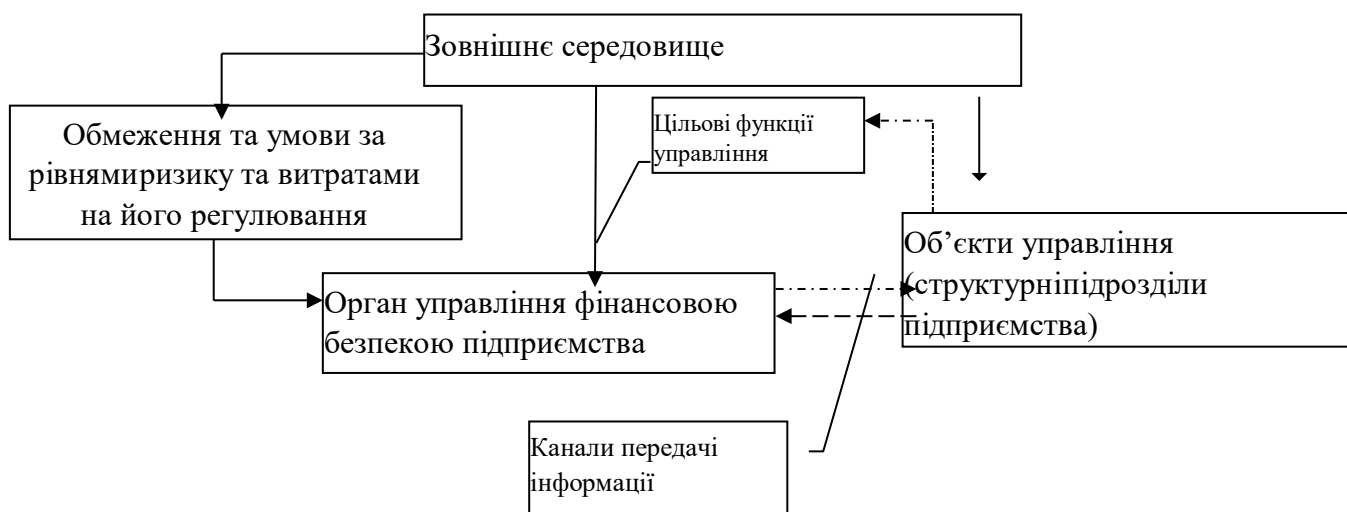 Зовнішнє середовище
Обмеження та умови за
рівнямиризику та витратами
на його регулювання
Цільові функції
управління
Об’єкти управління
(структурніпідрозділи
підприємства)
Орган управління фінансовою
безпекою підприємства
Канали передачі
інформації